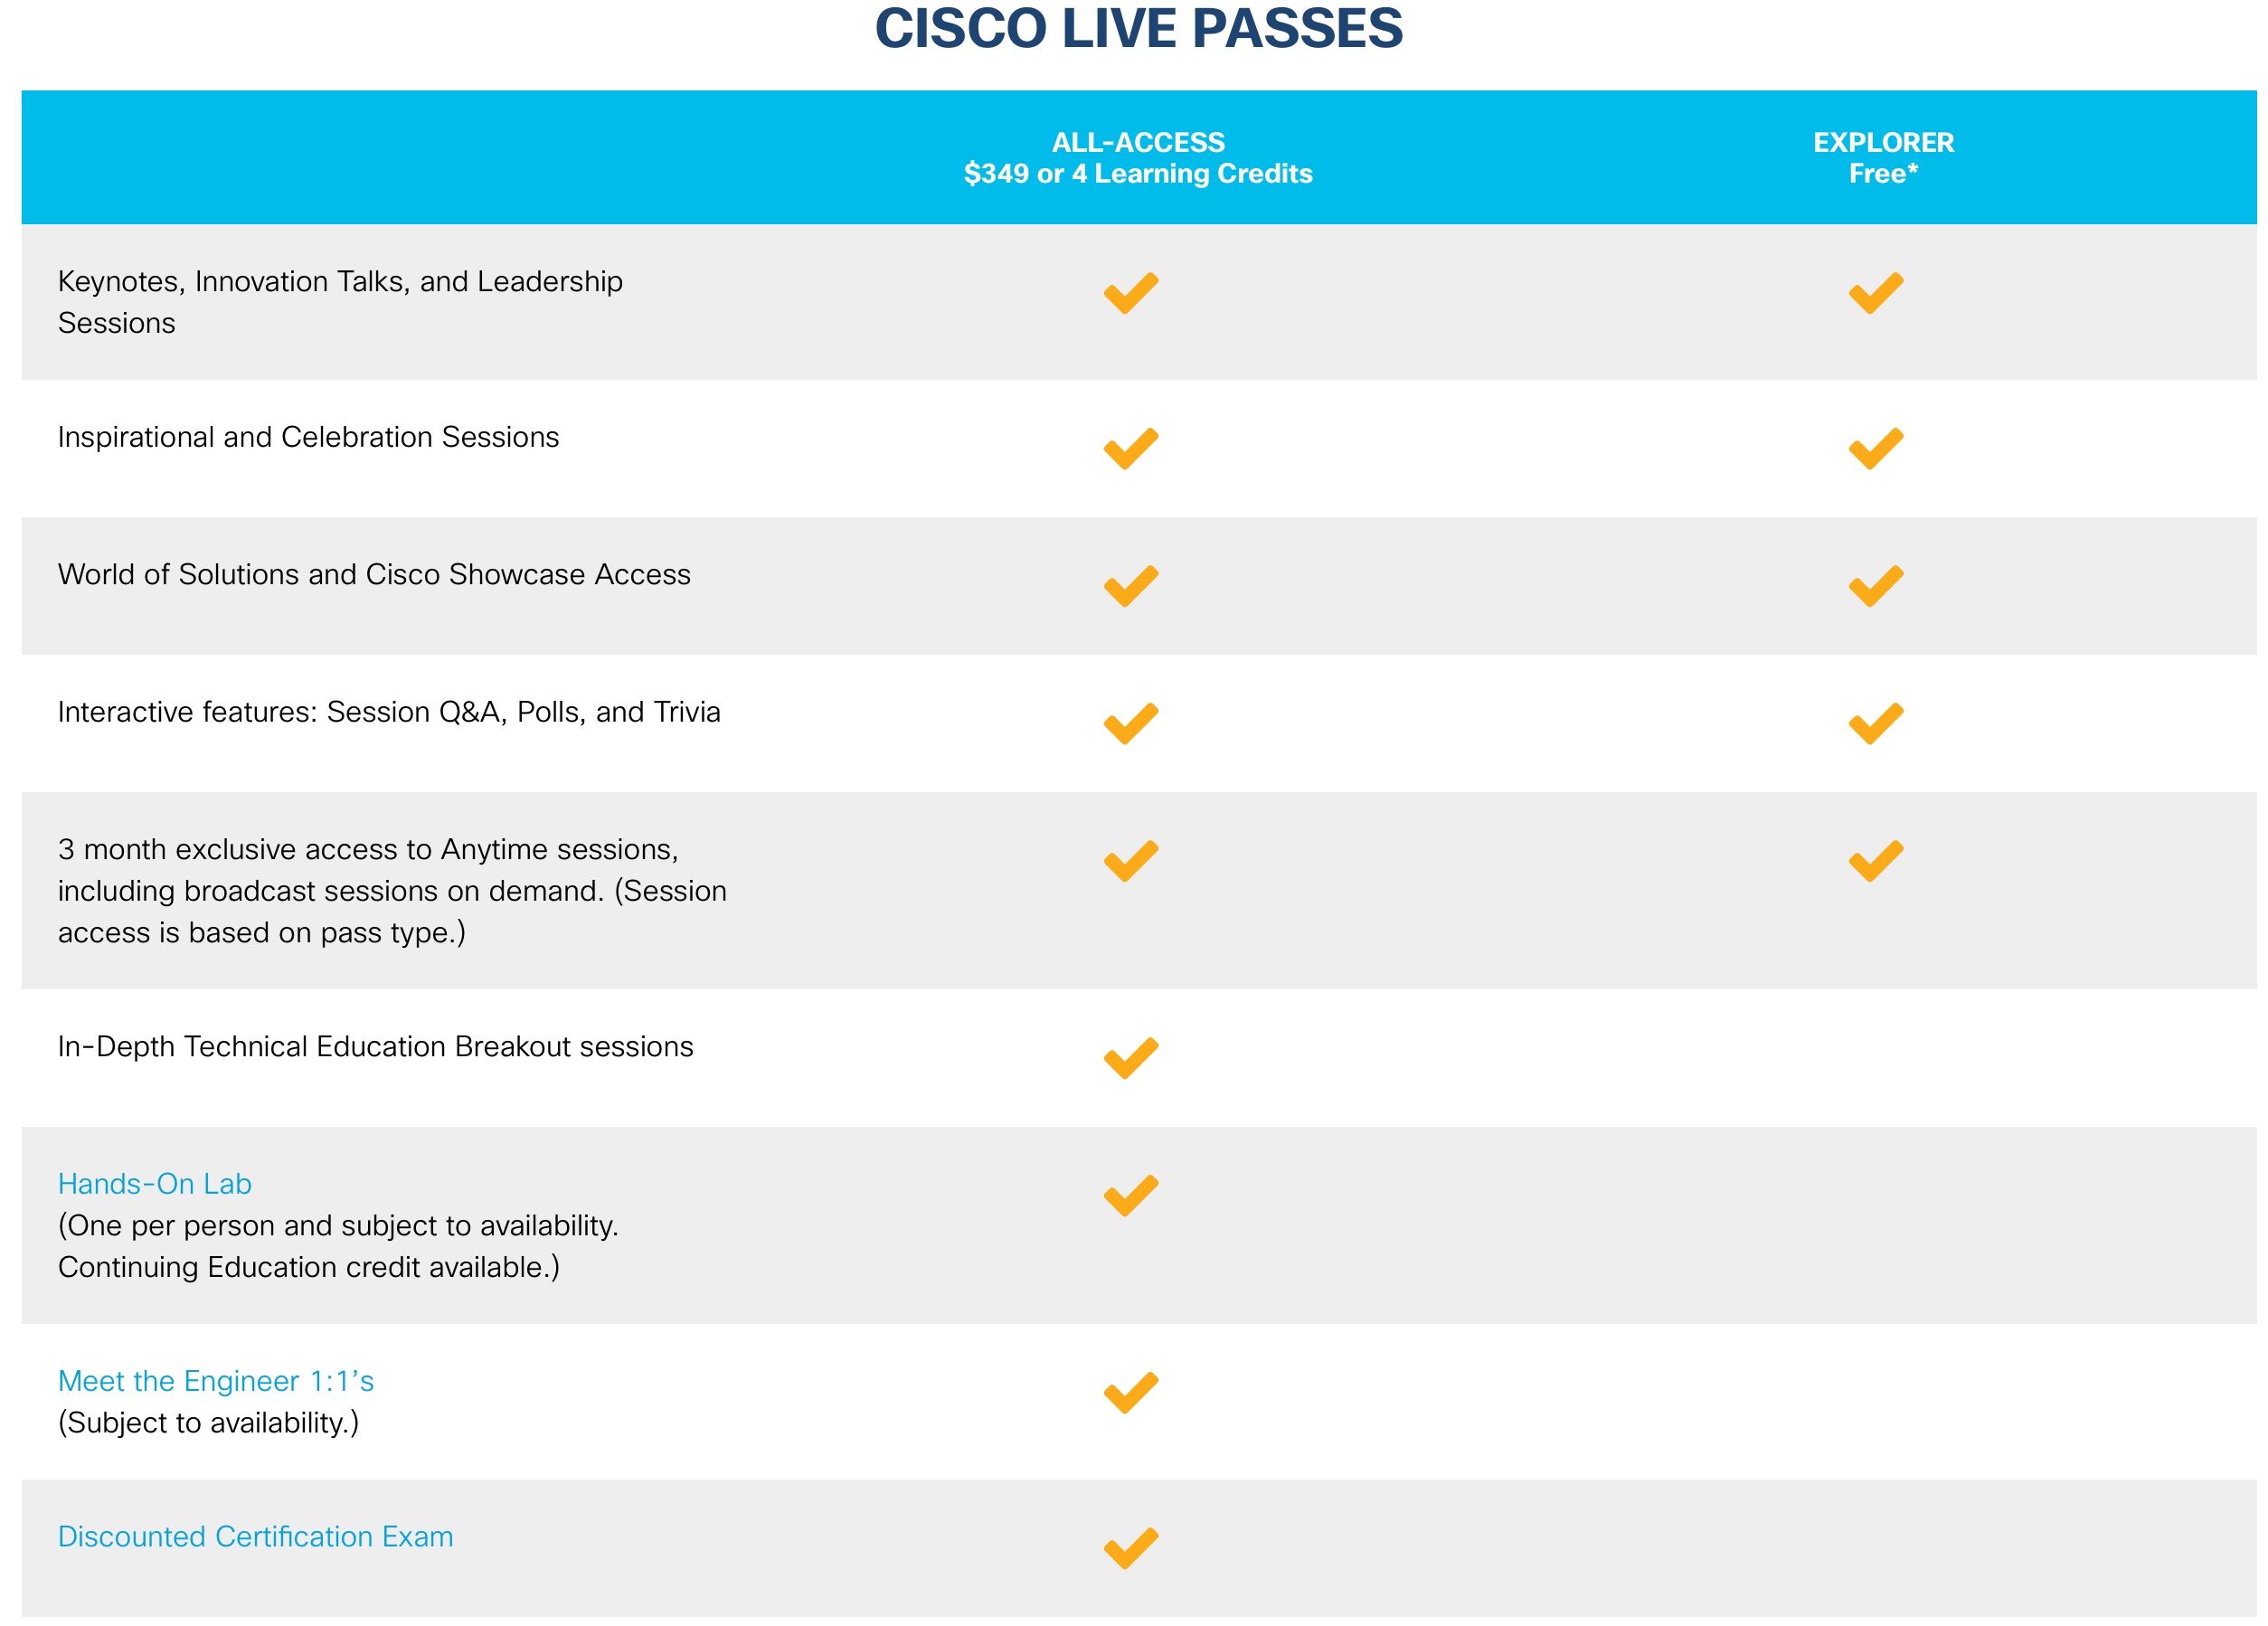 CISCO LIVE PASSES
ALL-ACCESS
$349 or 4 Learning Credits
EXPLORER
Free*
Keynotes, Innovation Talks, and Leadership
Sessions
Inspirational and Celebration Sessions
World of Solutions and Cisco Showcase Access
Interactive features: Session Q&A, Polls, and Trivia
3 month exclusive access to Anytime sessions,
including broadcast sessions on demand. (Session
access is based on pass type.)
In-Depth Technical Education Breakout sessions
Hands-On Lab
(One per person and subject to availability.
Continuing Education credit available.)
Meet the Engineer 1:1’s
(Subject to availability.)
Discounted Certification Exam